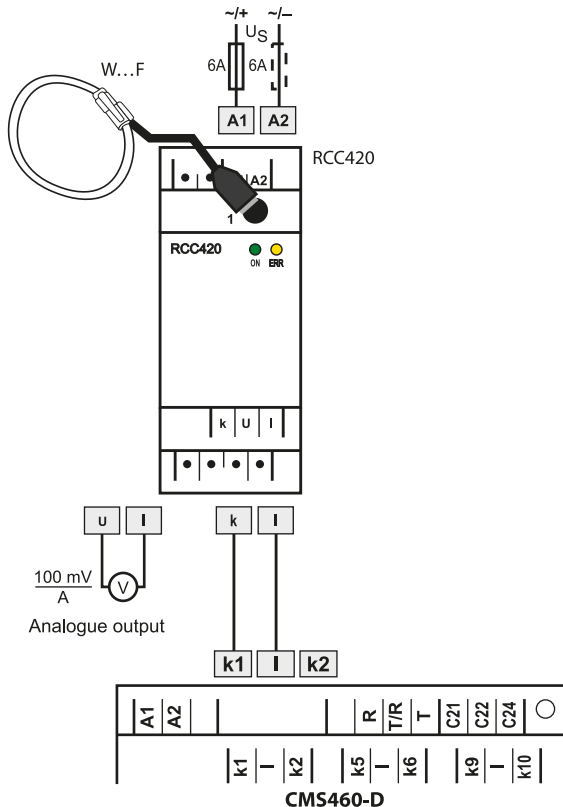 ~/+ ~/–
U_S
W...F 6A 6A
A1 A2
RCC420
A2
1
RCC420
ON ERR
k U l
U l k l
100 mV
A
V
Analogue output
k1 l k2
A1 A2 R T/R T C21 C22 C24
k1 l k2 k5 l k6 k9 l k10
CMS460-D